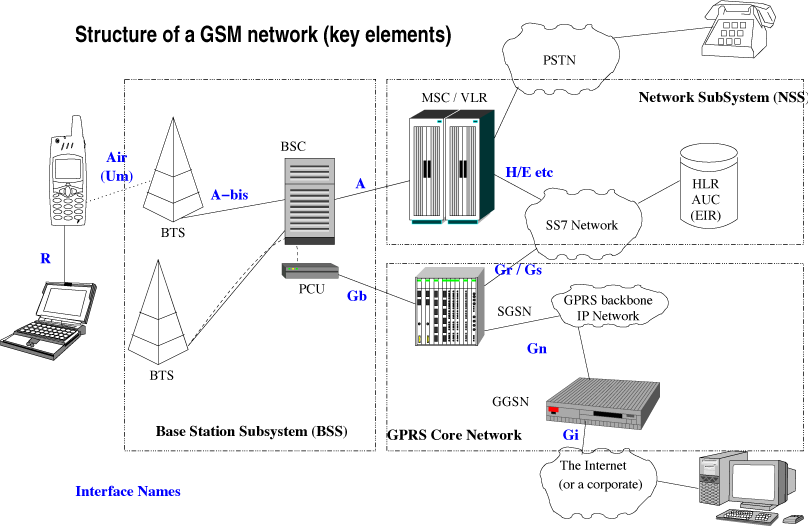 Structure of a GSM network (key elements)
PSTN
MSC / VLR
Network SubSystem (NSS)
Air
(Um)
BSC
A-bis
A
H/E etc
HLR
AUC
(EIR)
BTS
SS7 Network
R
PCU
Gb
Gr / Gs
SGSN
GPRS backbone
IP Network
Gn
BTS
GGSN
Base Station Subsystem (BSS)
GPRS Core Network
Gi
The Internet
(or a corporate)
Interface Names